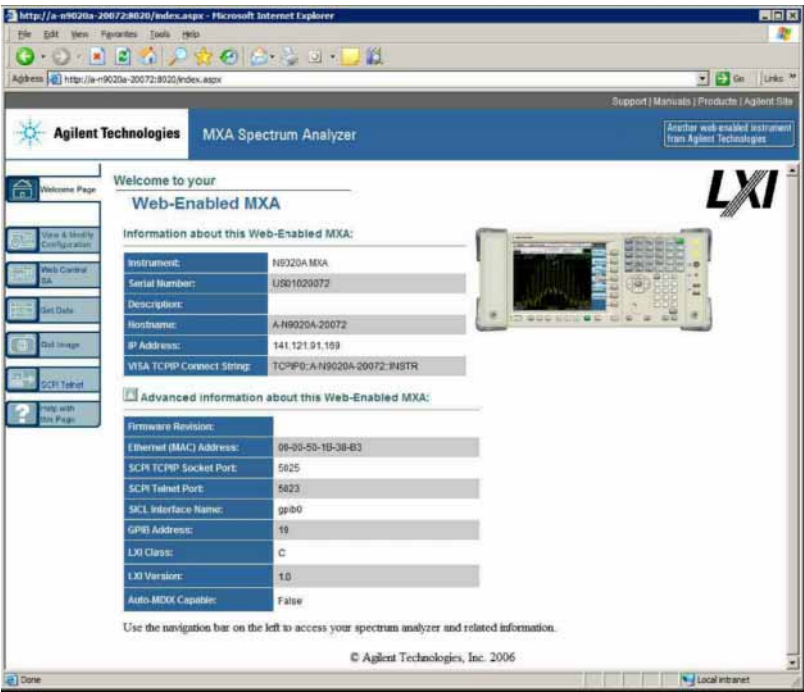 http://a-n9020a-20072:8020/index.aspx - Microsoft Internet Explorer
File Edit View Favorites Tools Help
Address http://a-n9020a-20072:8020/index.aspx Go Links »
Support | Manuals | Products | Agilent Site
Agilent Technologies MXA Spectrum Analyzer
Another web-enabled instrument
from Agilent Technologies
Welcome Page
View & Modify
Configuration
Web Control
SA
Get Data
Get Image
SCPI Telnet
Help with
this Page
Welcome to your
Web-Enabled MXA
LXI
Information about this Web-Enabled MXA:
Instrument: N9020A MXA
Serial Number: US01020072
Description:
Hostname: A-N9020A-20072
IP Address: 141.121.91.169
VISA TCPIP Connect String: TCPIP0::A-N9020A-20072::INSTR
Advanced information about this Web-Enabled MXA:
Firmware Revision:
Ethernet (MAC) Address: 00-00-50-1B-38-B3
SCPI TCPIP Socket Port: 5025
SCPI Telnet Port: 5023
SICL Interface Name: gpib0
GPIB Address: 19
LXI Class: C
LXI Version: 1.0
Auto-MDIX Capable: False
Use the navigation bar on the left to access your spectrum analyzer and related information.
© Agilent Technologies, Inc. 2006
Done Local intranet